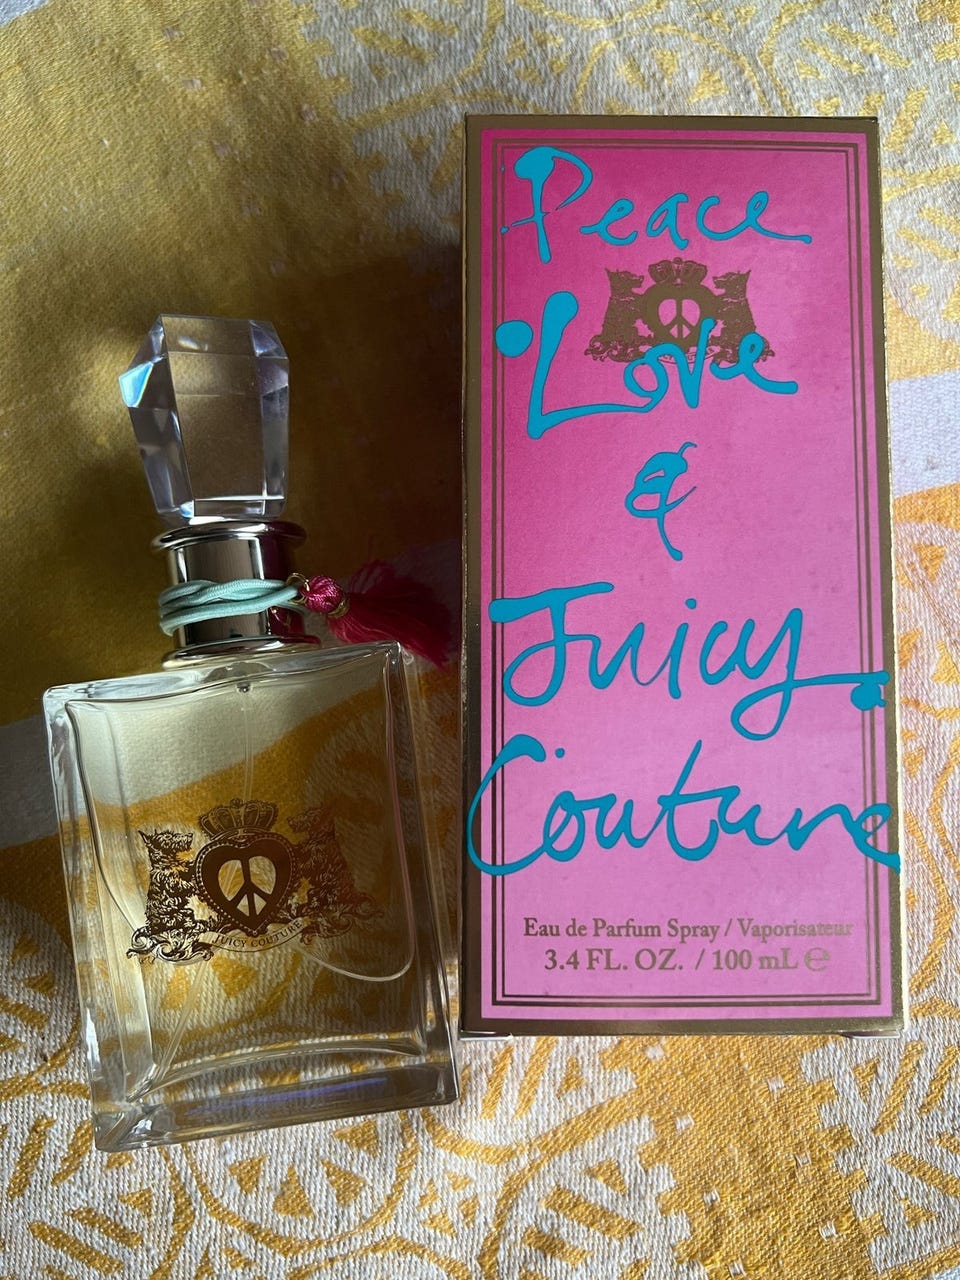 Peace
Love
&
Juicy
Couture
Eau de Parfum Spray / Vaporisateur
3.4 FL. OZ. / 100 mL ℮
JUICY COUTURE